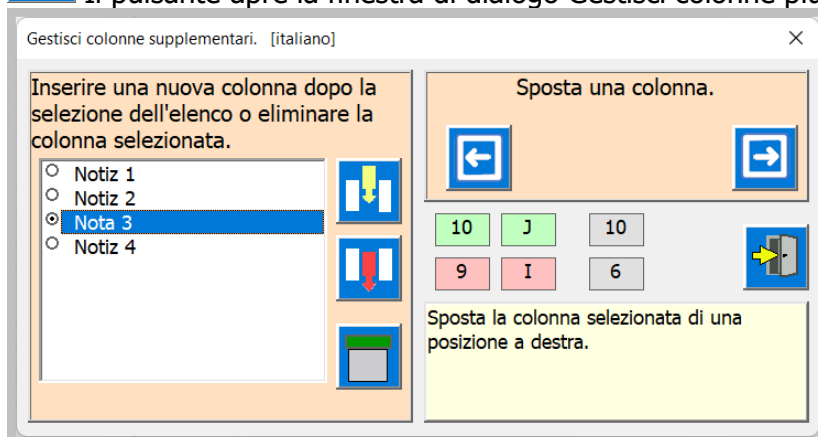 Il pulsante apre la finestra di dialogo Gestisci colonne più
Gestisci colonne supplementari. [italiano]
Inserire una nuova colonna dopo la
selezione dell'elenco o eliminare la
colonna selezionata.
Notiz 1
Notiz 2
Nota 3
Notiz 4
Sposta una colonna.
10 J 10
9 I 6
Sposta la colonna selezionata di una
posizione a destra.